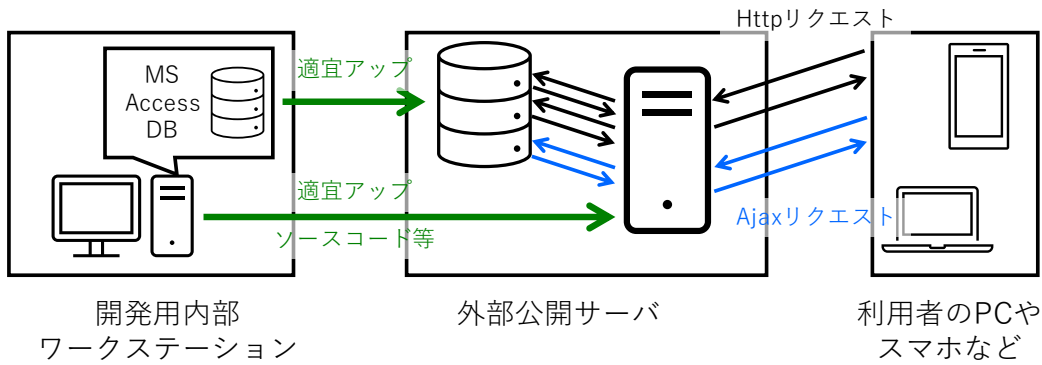 Httpリクエスト
MS
Access
DB
適宜アップ
適宜アップ
ソースコード等
Ajaxリクエスト
開発用内部
ワークステーション
外部公開サーバ
利用者のPCや
スマホなど